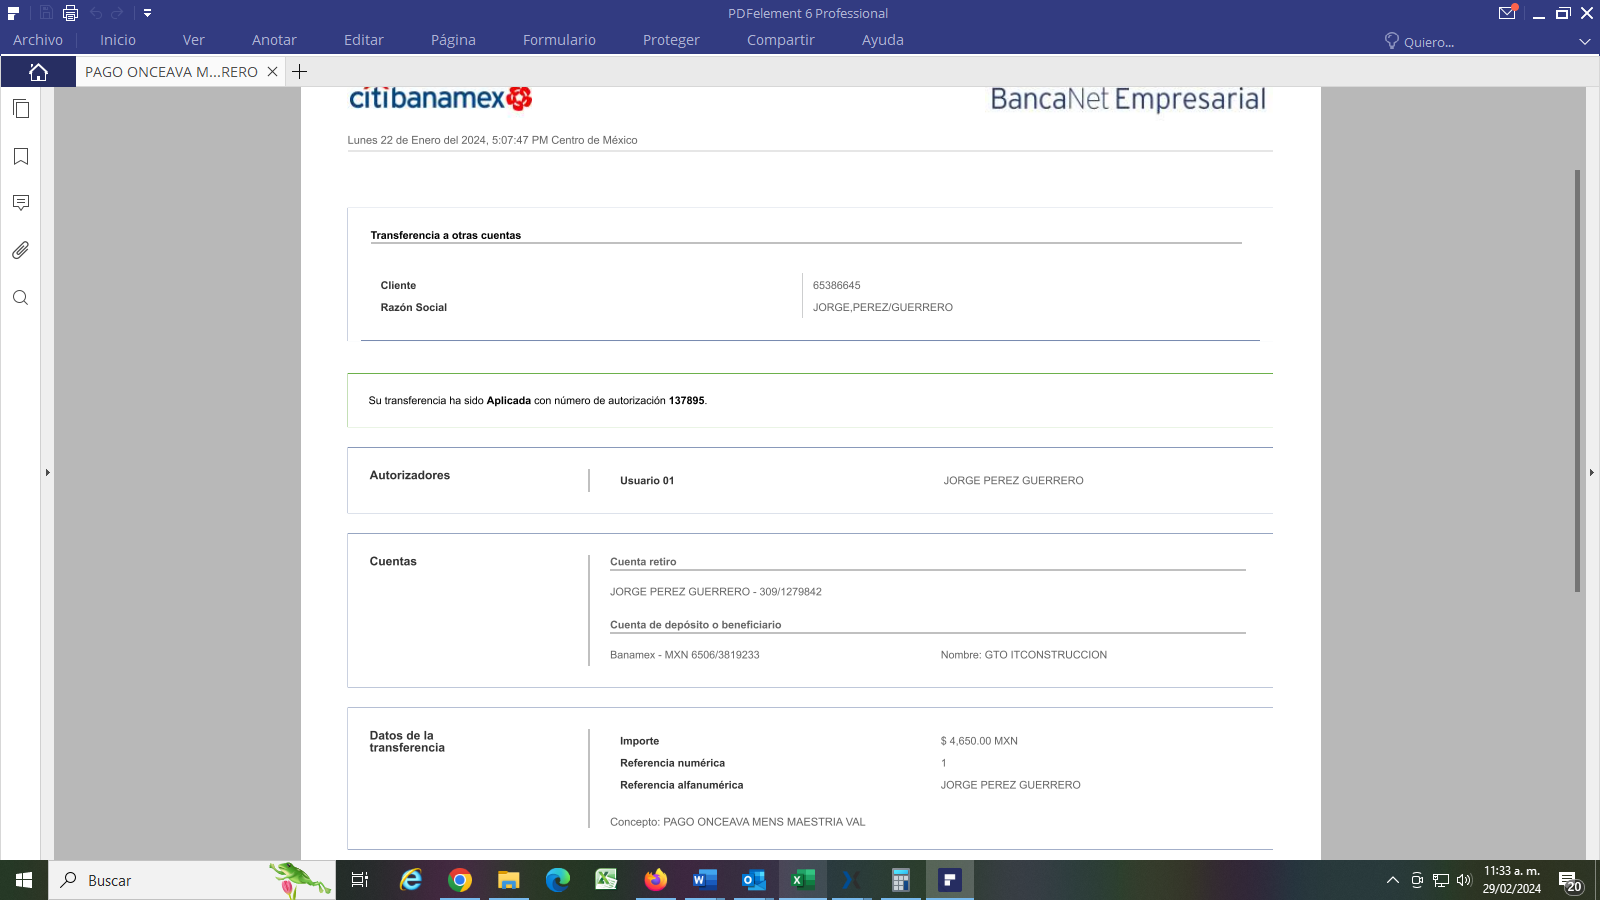 PDFelement 6 Professional
Archivo Inicio Ver Anotar Editar Página Formulario Proteger Compartir Ayuda Quiero...
PAGO ONCEAVA M...RERO
citibanamex BancaNet Empresarial
Lunes 22 de Enero del 2024, 5:07:47 PM Centro de México
Transferencia a otras cuentas
Cliente 65386645
Razón Social JORGE,PEREZ/GUERRERO
Su transferencia ha sido Aplicada con número de autorización 137895.
Autorizadores Usuario 01 JORGE PEREZ GUERRERO
Cuentas Cuenta retiro
JORGE PEREZ GUERRERO - 309/1279842
Cuenta de depósito o beneficiario
Banamex - MXN 6506/3819233 Nombre: GTO ITCONSTRUCCION
Datos de la
transferencia
Importe $ 4,650.00 MXN
Referencia numérica 1
Referencia alfanumérica JORGE PEREZ GUERRERO
Concepto: PAGO ONCEAVA MENS MAESTRIA VAL
Buscar
11:33 a. m.
29/02/2024
20